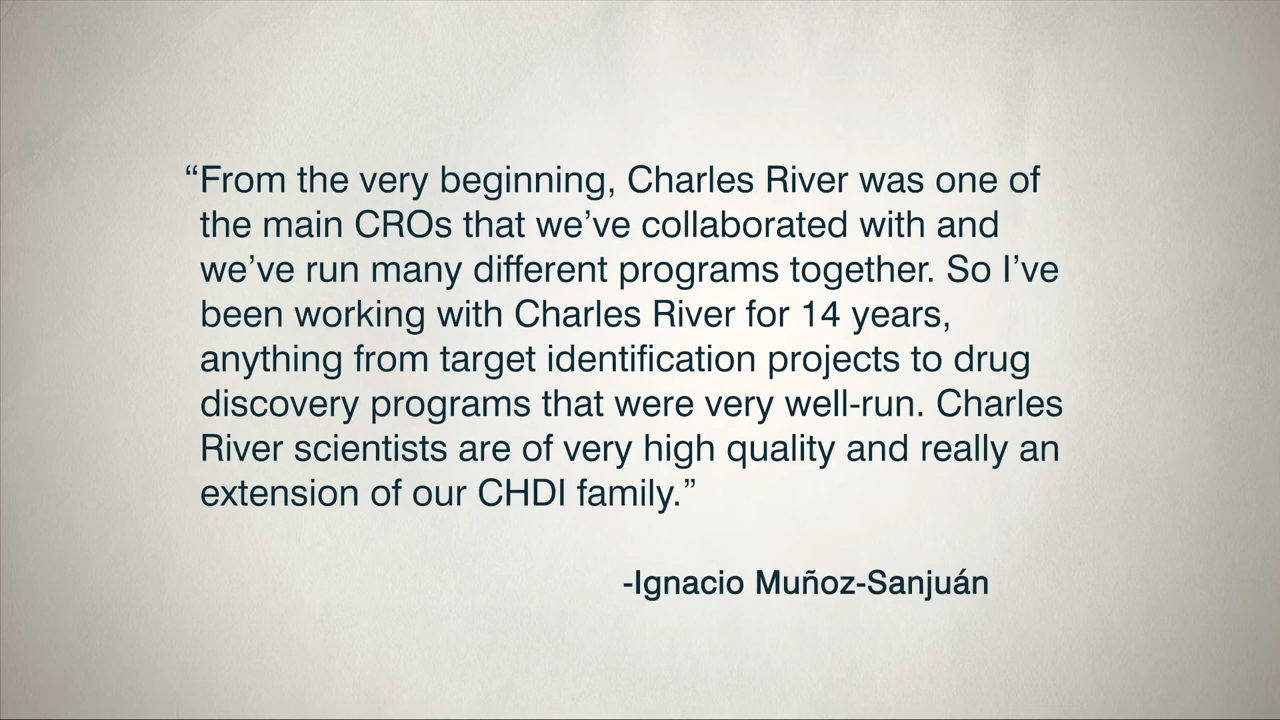 “From the very beginning, Charles River was one of
the main CROs that we’ve collaborated with and
we’ve run many different programs together. So I’ve
been working with Charles River for 14 years,
anything from target identification projects to drug
discovery programs that were very well-run. Charles
River scientists are of very high quality and really an
extension of our CHDI family.”
-Ignacio Muñoz-Sanjuán